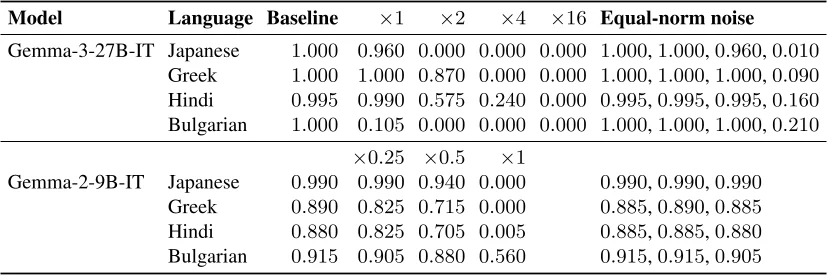 Model Language Baseline ×1 ×2 ×4 ×16 Equal-norm noise
Gemma-3-27B-IT Japanese 1.000 0.960 0.000 0.000 0.000 1.000, 1.000, 0.960, 0.010
Greek 1.000 1.000 0.870 0.000 0.000 1.000, 1.000, 1.000, 0.090
Hindi 0.995 0.990 0.575 0.240 0.000 0.995, 0.995, 0.995, 0.160
Bulgarian 1.000 0.105 0.000 0.000 0.000 1.000, 1.000, 1.000, 0.210
×0.25 ×0.5 ×1
Gemma-2-9B-IT Japanese 0.990 0.990 0.940 0.000 0.990, 0.990, 0.990
Greek 0.890 0.825 0.715 0.000 0.885, 0.890, 0.885
Hindi 0.880 0.825 0.705 0.005 0.885, 0.885, 0.880
Bulgarian 0.915 0.905 0.880 0.560 0.915, 0.915, 0.905